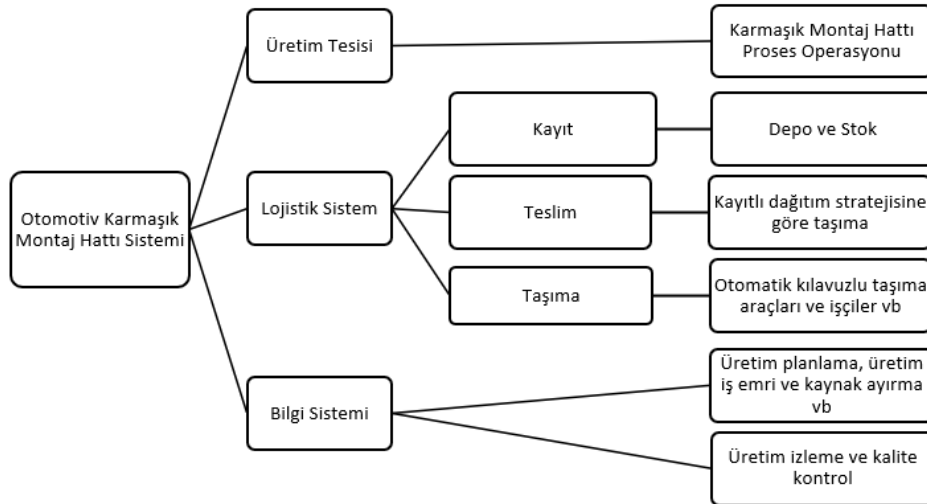 Üretim Tesisi
Karmaşık Montaj Hattı
Proses Operasyonu
Kayıt
Depo ve Stok
Otomotiv Karmaşık
Montaj Hattı Sistemi
Lojistik Sistem
Teslim
Kayıtlı dağıtım stratejisine
göre taşıma
Taşıma
Otomatik kılavuzlu taşıma
araçları ve işçiler vb
Bilgi Sistemi
Üretim planlama, üretim
iş emri ve kaynak ayırma
vb
Üretim izleme ve kalite
kontrol